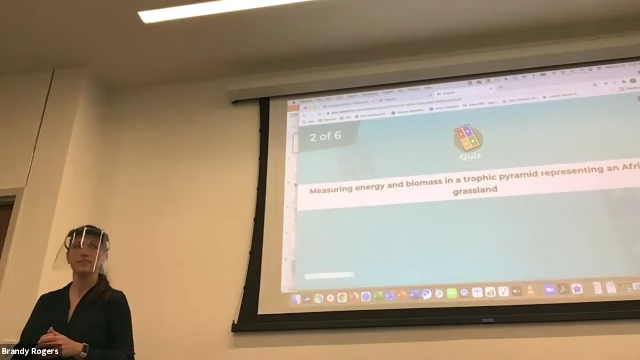 2 of 6
Quiz
Measuring energy and biomass in a trophic pyramid representing an Afri
grassland
Brandy Rogers